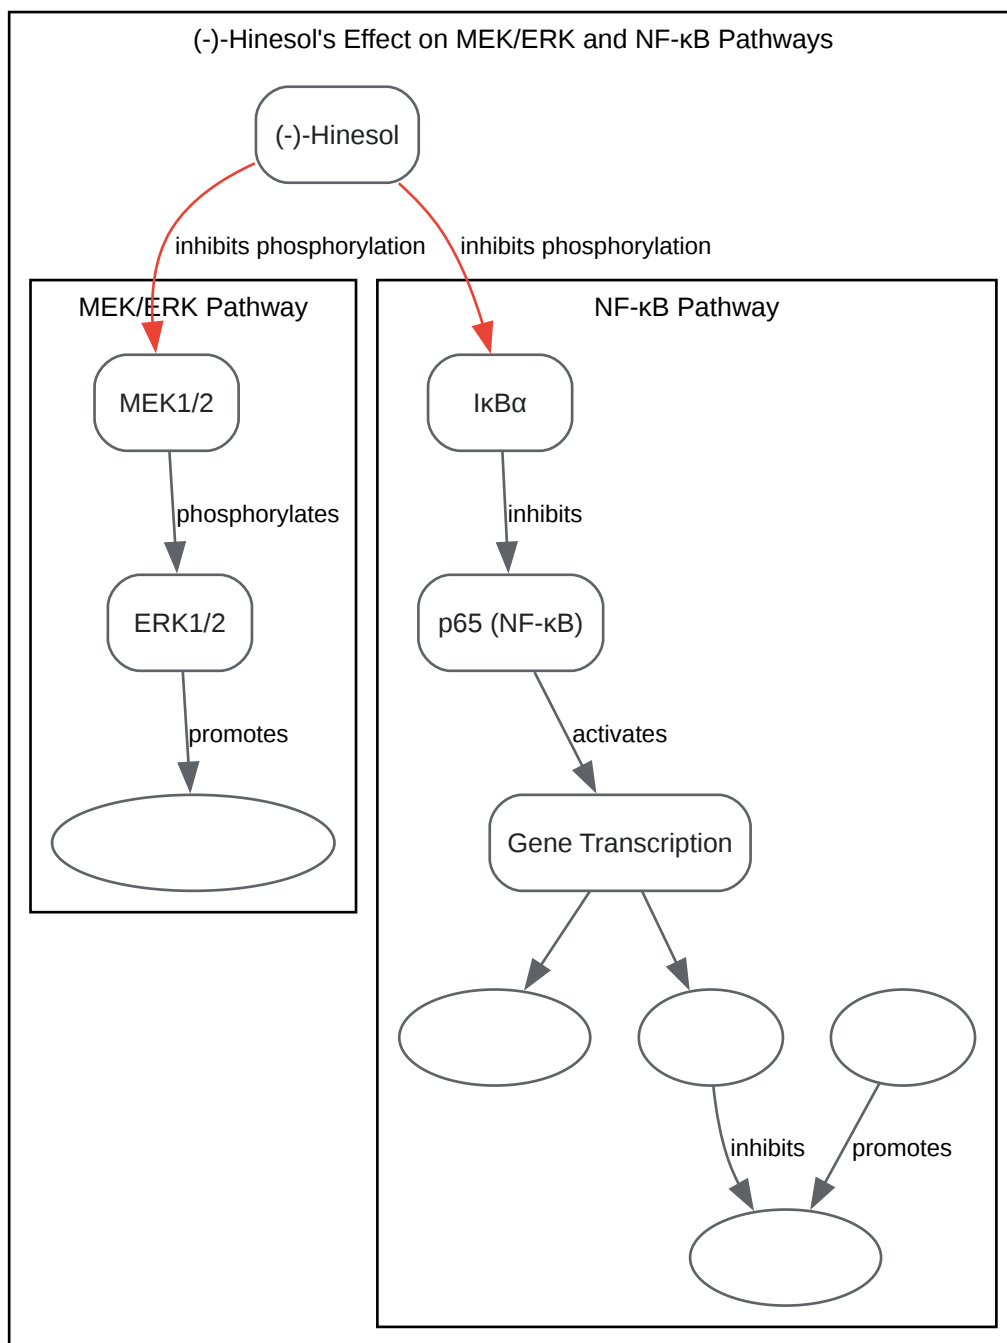 (-)-Hinesol's Effect on MEK/ERK and NF-κB Pathways
(-)-Hinesol
inhibits phosphorylation
inhibits phosphorylation
MEK/ERK Pathway
NF-κB Pathway
MEK1/2
IκBα
phosphorylates
inhibits
ERK1/2
p65 (NF-κB)
promotes
activates
Gene Transcription
inhibits
promotes